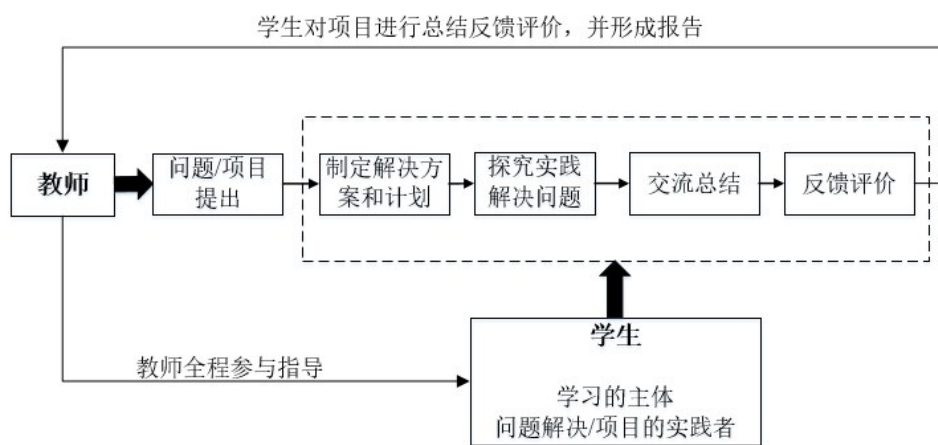 学生对项目进行总结反馈评价，并形成报告
教师
问题/项目
提出
制定解决方
案和计划
探究实践
解决问题
交流总结
反馈评价
学生
教师全程参与指导
学习的主体
问题解决/项目的实践者